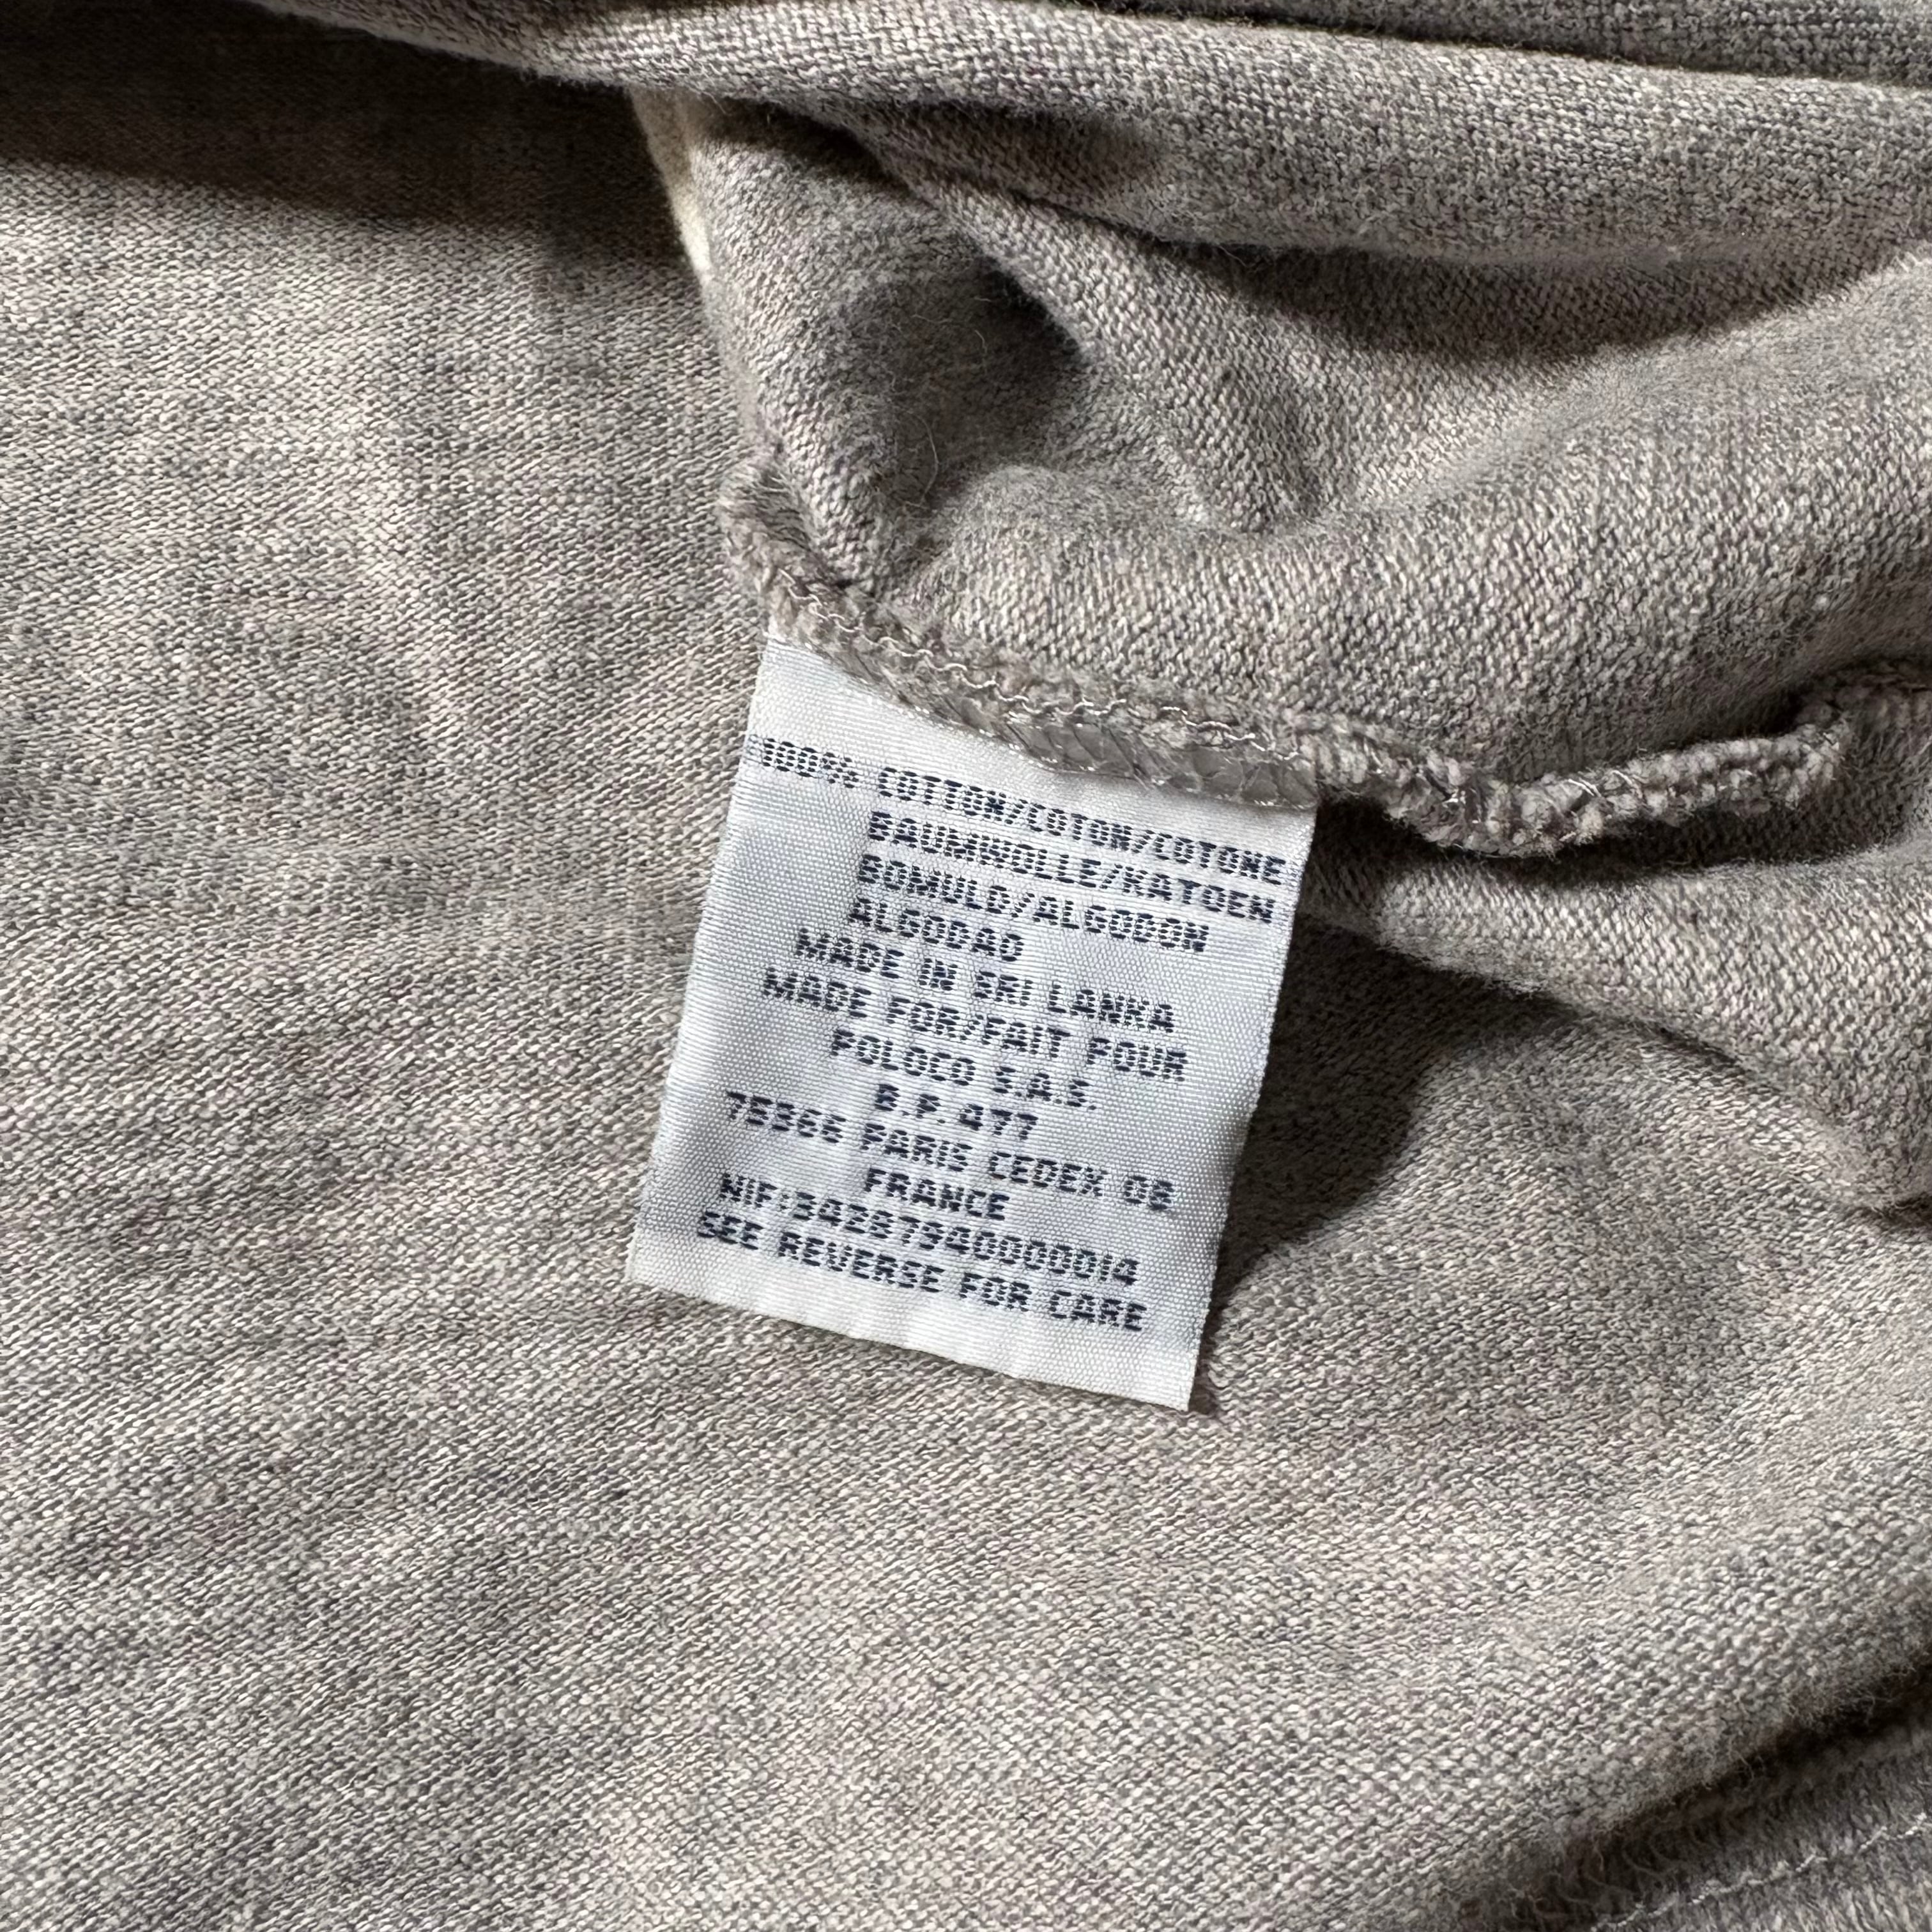 100% COTTON/COTON/COTONE
BAUMWOLLE/KATOEN
BOMULD/ALGODON
ALGODAO
MADE IN SRI LANKA
MADE FOR/FAIT POUR
POLOCO S.A.S.
B.P. 477
75366 PARIS CEDEX 08
FRANCE
NIF:34287940000014
SEE REVERSE FOR CARE